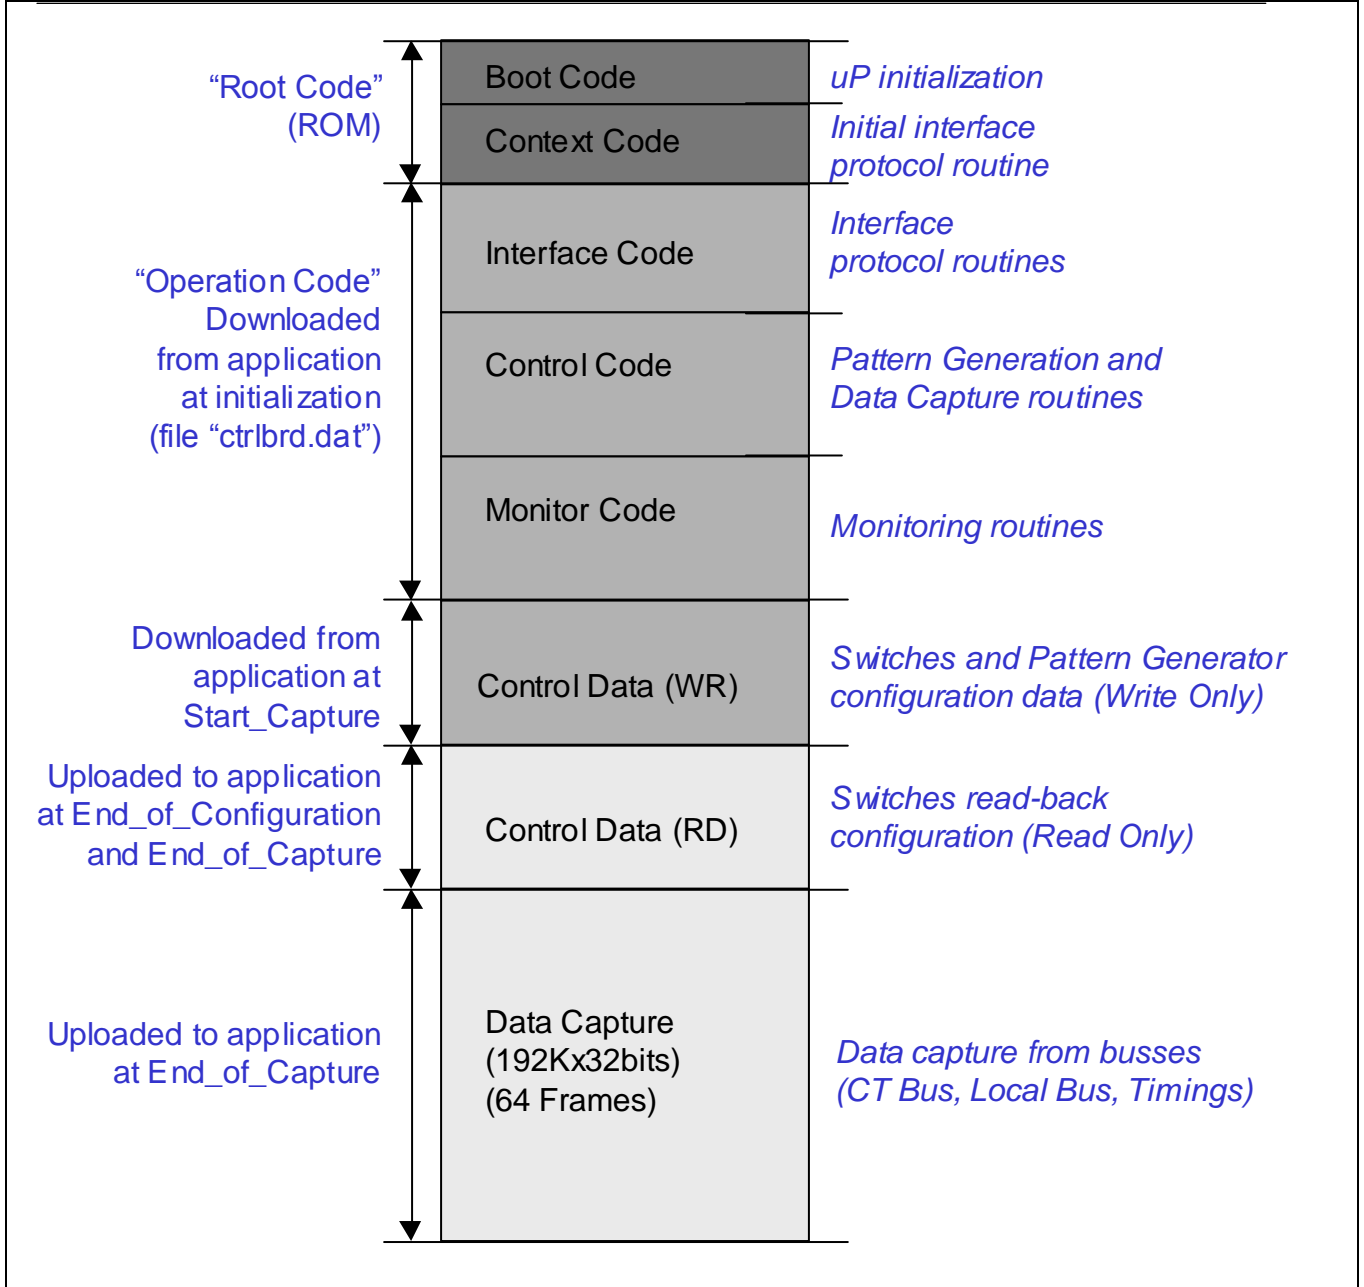 “Root Code”
(ROM)
Boot Code
uP initialization
Context Code
Initial interface
protocol routine
“Operation Code”
Downloaded
from application
at initialization
(file “ctrlbrd.dat”)
Interface Code
Interface
protocol routines
Control Code
Pattern Generation and
Data Capture routines
Monitor Code
Monitoring routines
Downloaded from
application at
Start_Capture
Control Data (WR)
Switches and Pattern Generator
configuration data (Write Only)
Uploaded to application
at End_of_Configuration
and End_of_Capture
Control Data (RD)
Switches read-back
configuration (Read Only)
Uploaded to application
at End_of_Capture
Data Capture
(192Kx32bits)
(64 Frames)
Data capture from busses
(CT Bus, Local Bus, Timings)